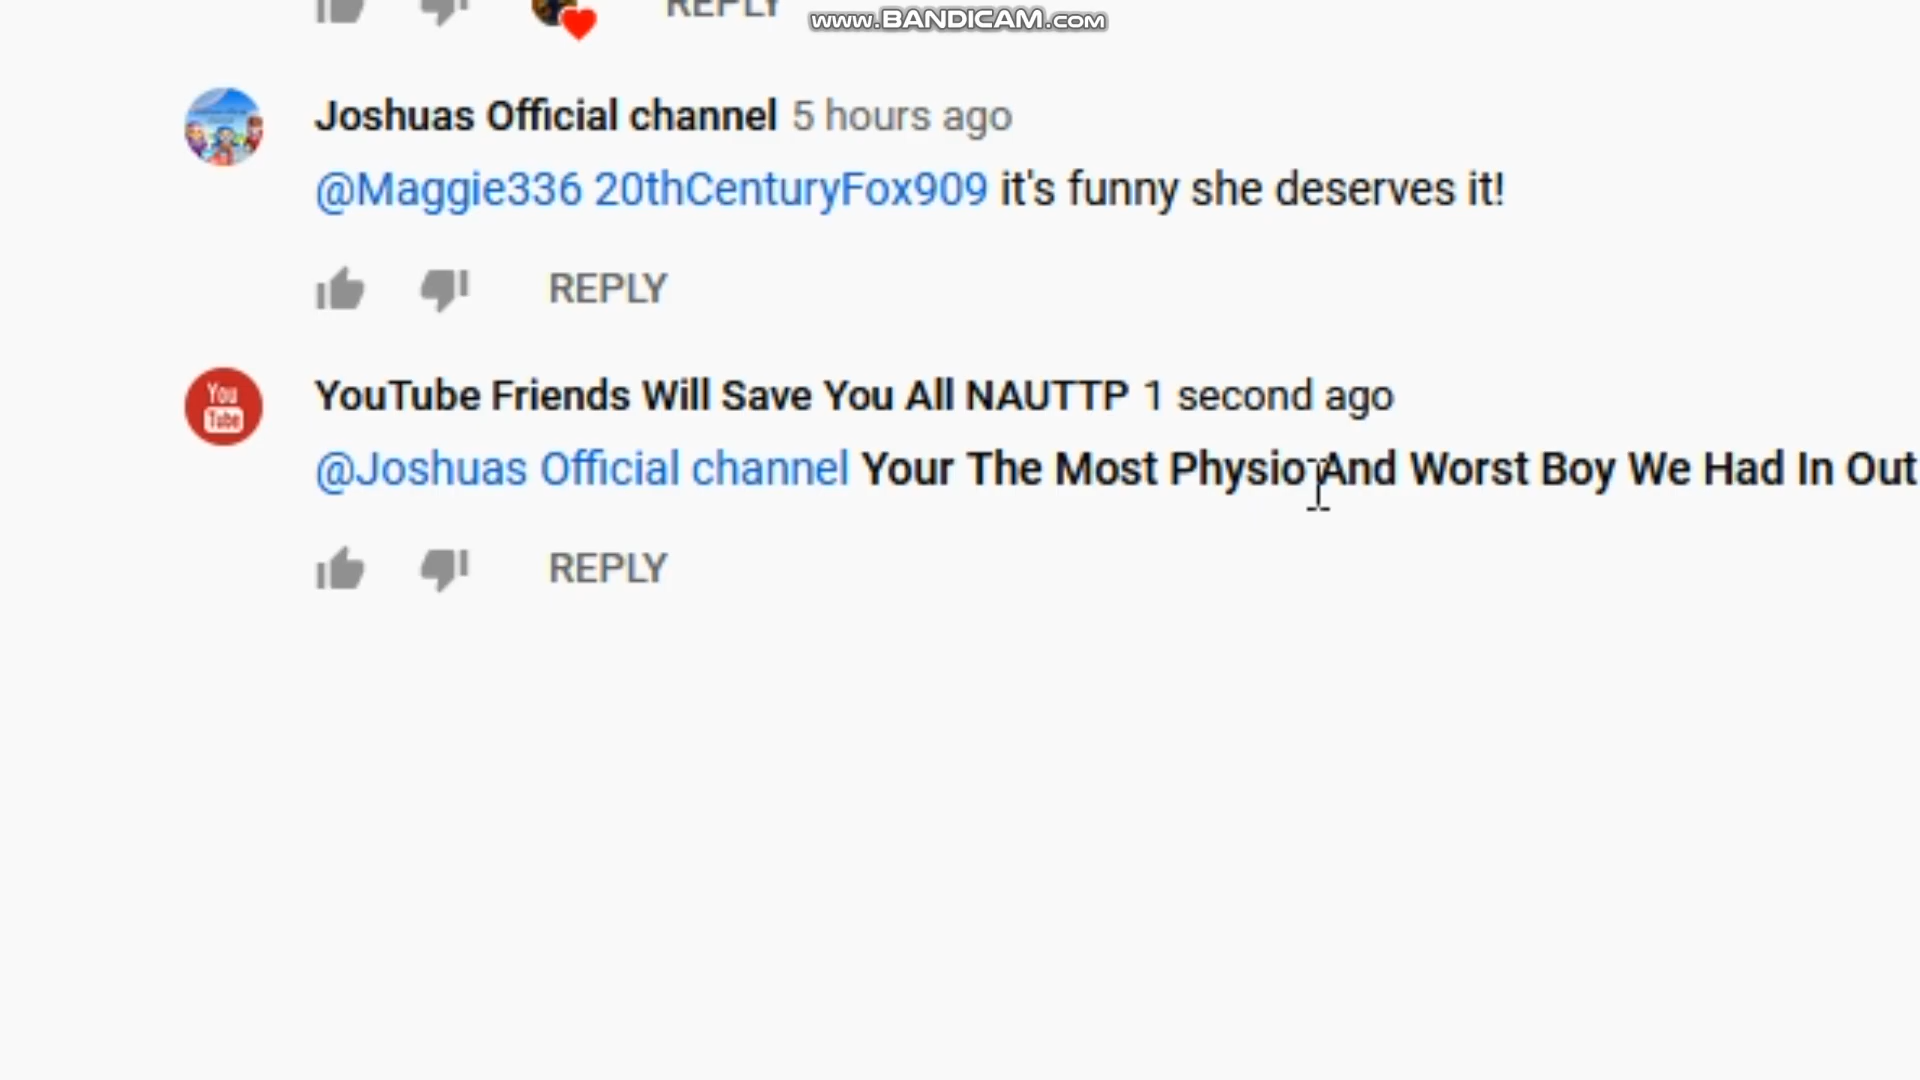 REPLY
www.BANDICAM.com
Joshuas Official channel 5 hours ago
@Maggie336 20thCenturyFox909 it's funny she deserves it!
REPLY
You
Tube
YouTube Friends Will Save You All NAUTTP 1 second ago
@Joshuas Official channel Your The Most Physio And Worst Boy We Had In Out
REPLY